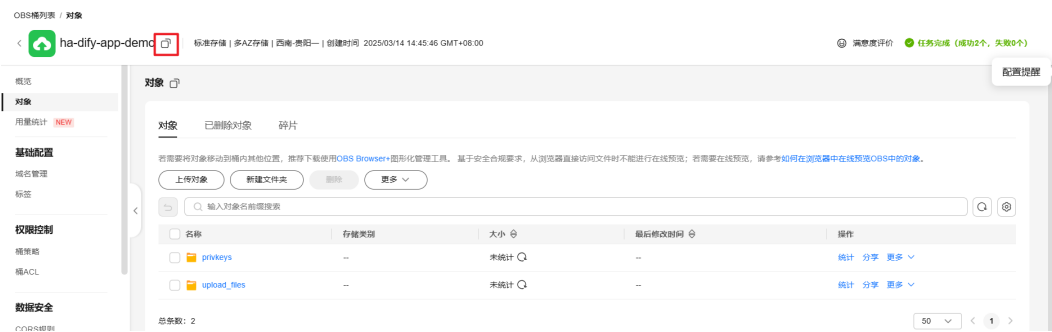 OBS桶列表 / 对象
ha-dify-app-demo 标准存储 | 多AZ存储 | 西南-贵阳一 | 创建时间 2025/03/14 14:45:46 GMT+08:00 满意度评价 任务完成（成功2个，失败0个）
配置提醒
概览
对象
用量统计 NEW
基础配置
域名管理
标签
权限控制
桶策略
桶ACL
数据安全
CORS规则
对象
对象 已删除对象 碎片
若需要将对象移动到桶内其他位置，推荐下载使用OBS Browser+图形化管理工具。 基于安全合规要求，从浏览器直接访问文件时不能进行在线预览；若需要在线预览，请参考如何在浏览器中在线预览OBS中的对象。
上传对象 新建文件夹 删除 更多
输入对象名前缀搜索
名称 存储类别 大小 最后修改时间 操作
privkeys -- 未统计 -- 统计 分享 更多
upload_files -- 未统计 -- 统计 分享 更多
总条数：2 50 1